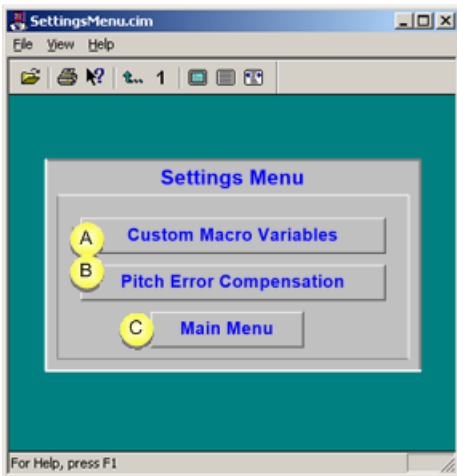 SettingsMenu.cim
File View Help
1
Settings Menu
A Custom Macro Variables
B Pitch Error Compensation
C Main Menu
For Help, press F1